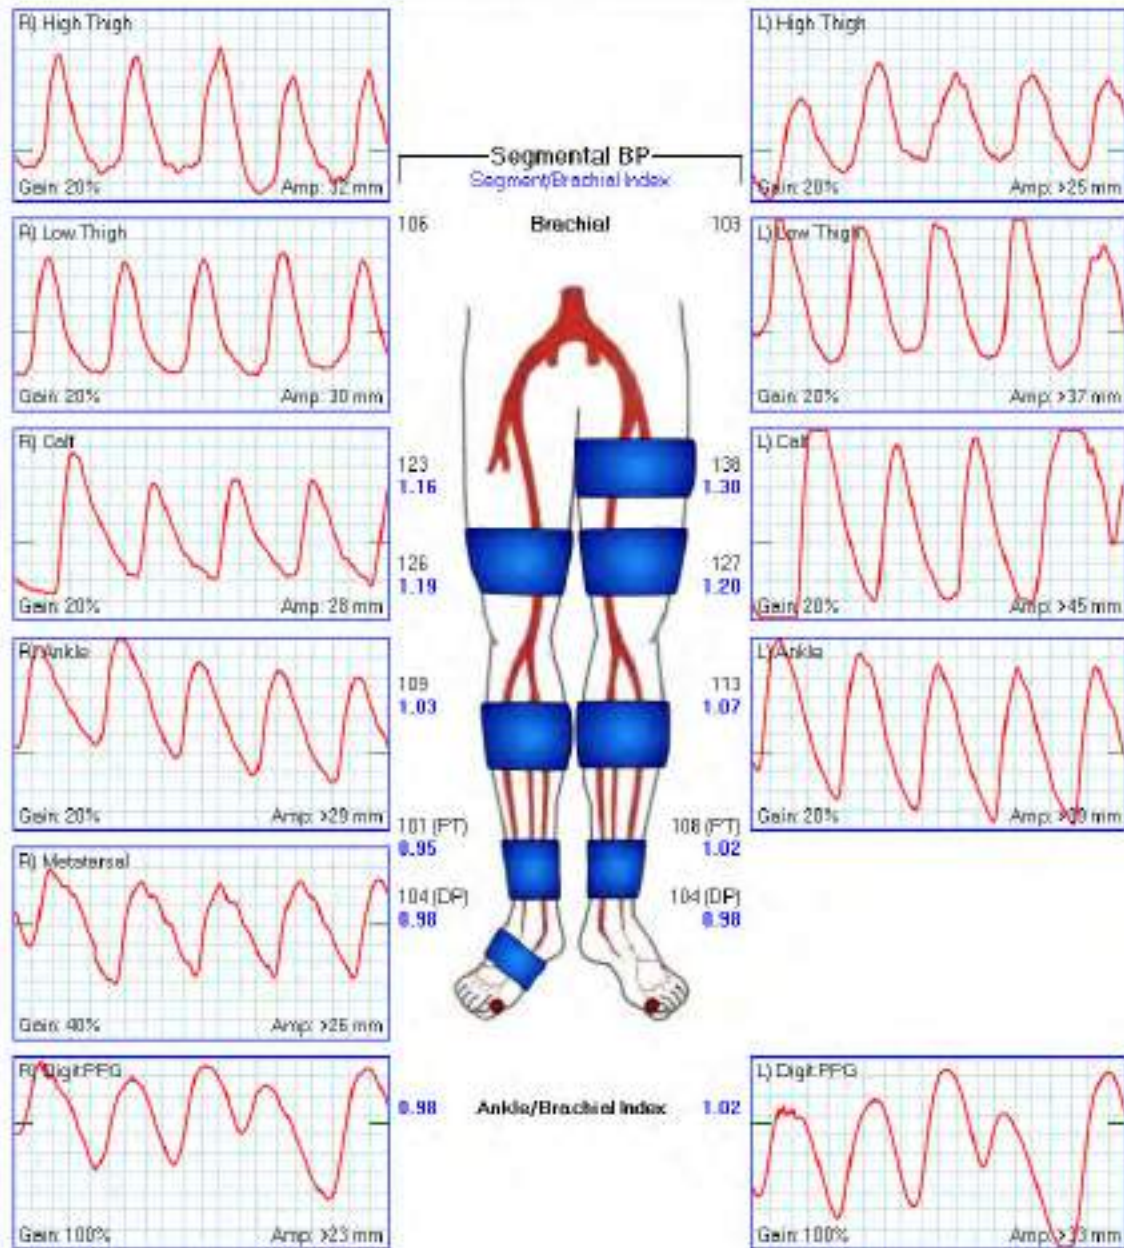 R) High Thigh
Gain: 20% Amp: 32 mm
L) High Thigh
Gain: 20% Amp: >25 mm
Segmental BP
Segment/Brachial Index
106 Brachial 103
R) Low Thigh
Gain: 20% Amp: 30 mm
L) Low Thigh
Gain: 20% Amp: >37 mm
R) Calf
Gain: 20% Amp: 28 mm
123 138
1.16 1.30
126 127
1.19 1.20
L) Calf
Gain: 20% Amp: >45 mm
R) Ankle
Gain: 20% Amp: >29 mm
109 113
1.03 1.07
L) Ankle
Gain: 20% Amp:
101 (PT) 108 (PT)
0.95 1.02
R) Metatarsal
Gain: 40% Amp: >26 mm
104 (DP) 104 (DP)
0.98 0.98
R) Digit PPG
Gain: 100% Amp: >23 mm
0.98 Ankle/Brachial Index 1.02
L) Digit PPG
Gain: 100% Amp: >33 mm